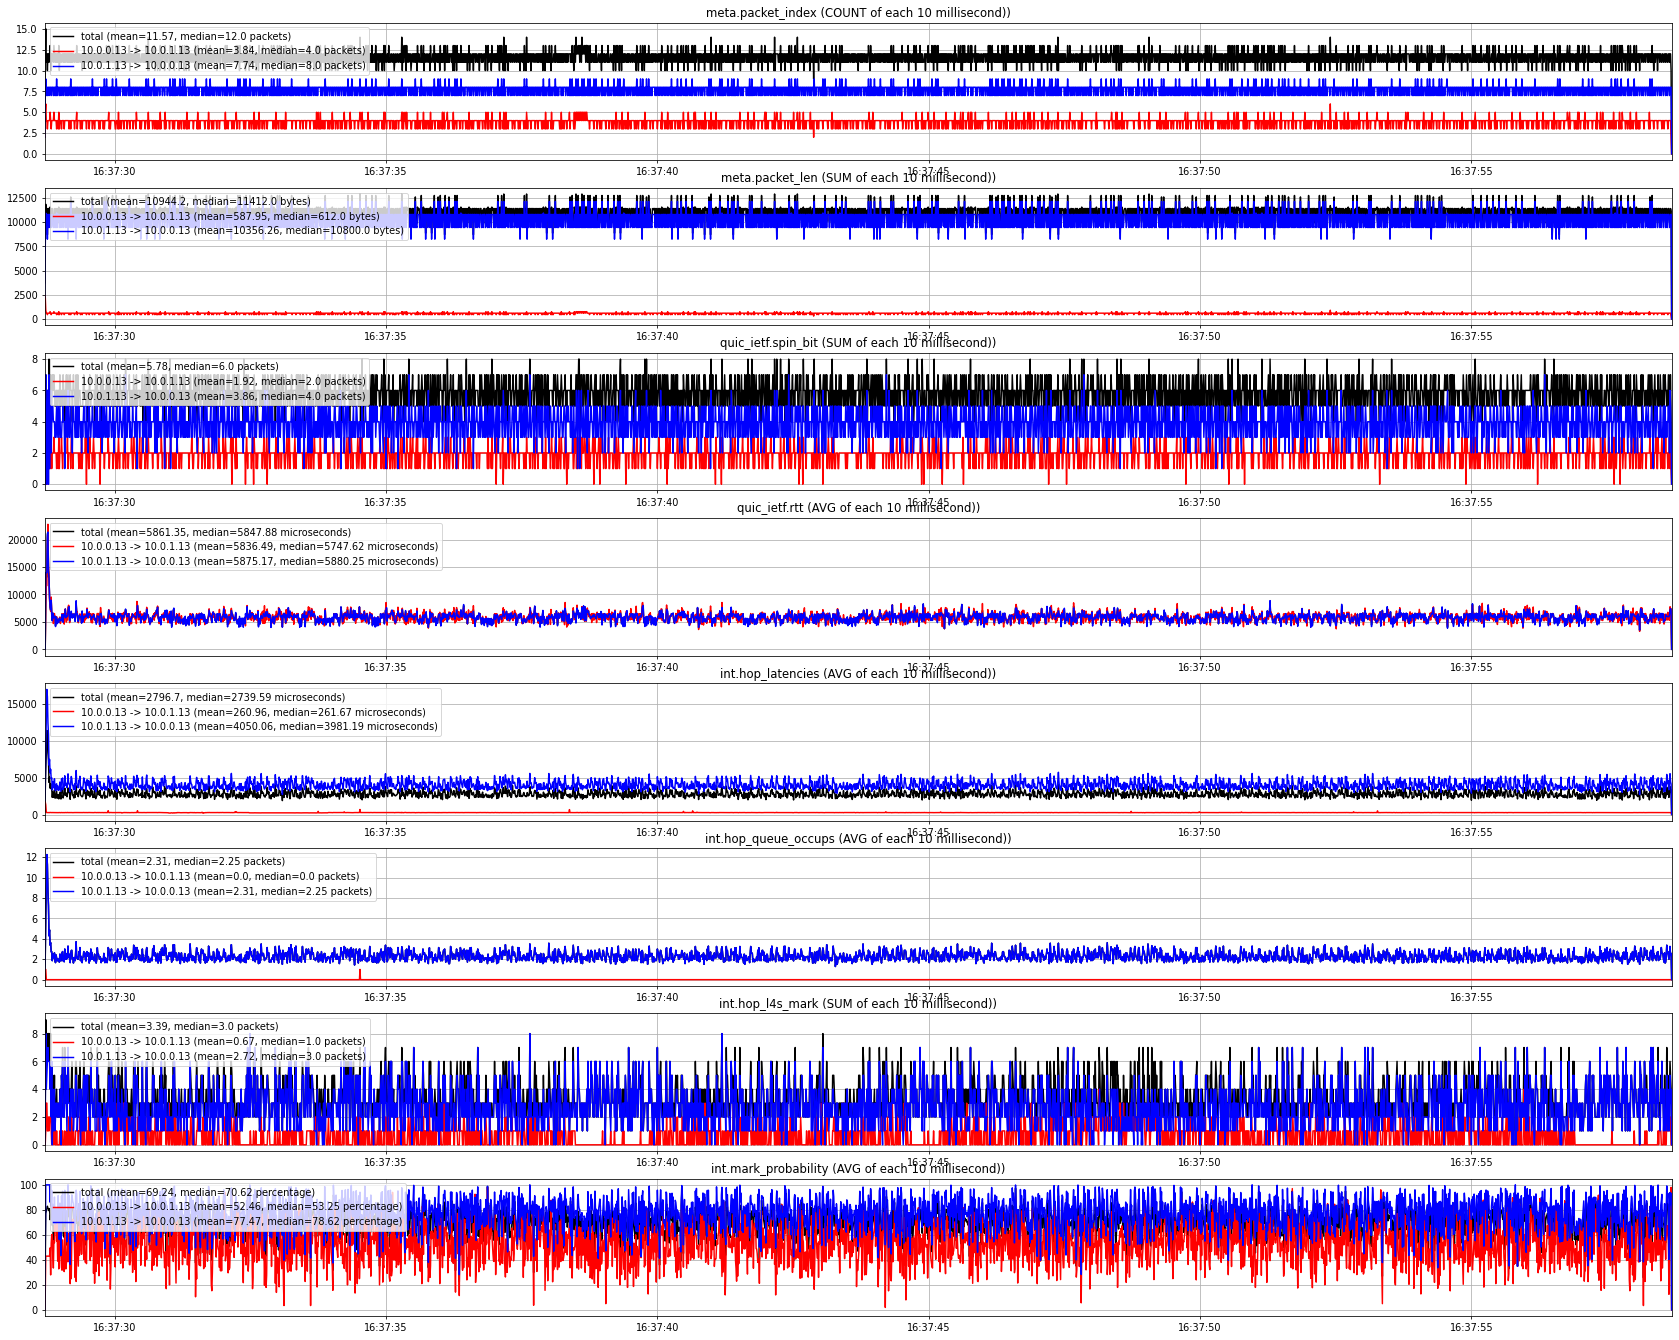 meta.packet_index (COUNT of each 10 millisecond))
15.0
12.5
10.0
7.5
5.0
2.5
0.0
total (mean=11.57, median=12.0 packets)
10.0.0.13 -> 10.0.1.13 (mean=3.84, median=4.0 packets)
10.0.1.13 -> 10.0.0.13 (mean=7.74, median=8.0 packets)
16:37:30 16:37:35 16:37:40 16:37:45 16:37:50 16:37:55
meta.packet_len (SUM of each 10 millisecond))
12500
10000
7500
5000
2500
0
total (mean=10944.2, median=11412.0 bytes)
10.0.0.13 -> 10.0.1.13 (mean=587.95, median=612.0 bytes)
10.0.1.13 -> 10.0.0.13 (mean=10356.26, median=10800.0 bytes)
16:37:30 16:37:35 16:37:40 16:37:45 16:37:50 16:37:55
quic_ietf.spin_bit (SUM of each 10 millisecond))
8
6
4
2
0
total (mean=5.78, median=6.0 packets)
10.0.0.13 -> 10.0.1.13 (mean=1.92, median=2.0 packets)
10.0.1.13 -> 10.0.0.13 (mean=3.86, median=4.0 packets)
16:37:30 16:37:35 16:37:40 16:37:45 16:37:50 16:37:55
quic_ietf.rtt (AVG of each 10 millisecond))
20000
15000
10000
5000
0
total (mean=5861.35, median=5847.88 microseconds)
10.0.0.13 -> 10.0.1.13 (mean=5836.49, median=5747.62 microseconds)
10.0.1.13 -> 10.0.0.13 (mean=5875.17, median=5880.25 microseconds)
16:37:30 16:37:35 16:37:40 16:37:45 16:37:50 16:37:55
int.hop_latencies (AVG of each 10 millisecond))
15000
10000
5000
0
total (mean=2796.7, median=2739.59 microseconds)
10.0.0.13 -> 10.0.1.13 (mean=260.96, median=261.67 microseconds)
10.0.1.13 -> 10.0.0.13 (mean=4050.06, median=3981.19 microseconds)
16:37:30 16:37:35 16:37:40 16:37:45 16:37:50 16:37:55
int.hop_queue_occups (AVG of each 10 millisecond))
12
10
8
6
4
2
0
total (mean=2.31, median=2.25 packets)
10.0.0.13 -> 10.0.1.13 (mean=0.0, median=0.0 packets)
10.0.1.13 -> 10.0.0.13 (mean=2.31, median=2.25 packets)
16:37:30 16:37:35 16:37:40 16:37:45 16:37:50 16:37:55
int.hop_l4s_mark (SUM of each 10 millisecond))
8
6
4
2
0
total (mean=3.39, median=3.0 packets)
10.0.0.13 -> 10.0.1.13 (mean=0.67, median=1.0 packets)
10.0.1.13 -> 10.0.0.13 (mean=2.72, median=3.0 packets)
16:37:30 16:37:35 16:37:40 16:37:45 16:37:50 16:37:55
int.mark_probability (AVG of each 10 millisecond))
100
80
60
40
20
0
total (mean=69.24, median=70.62 percentage)
10.0.0.13 -> 10.0.1.13 (mean=52.46, median=53.25 percentage)
10.0.1.13 -> 10.0.0.13 (mean=77.47, median=78.62 percentage)
16:37:30 16:37:35 16:37:40 16:37:45 16:37:50 16:37:55